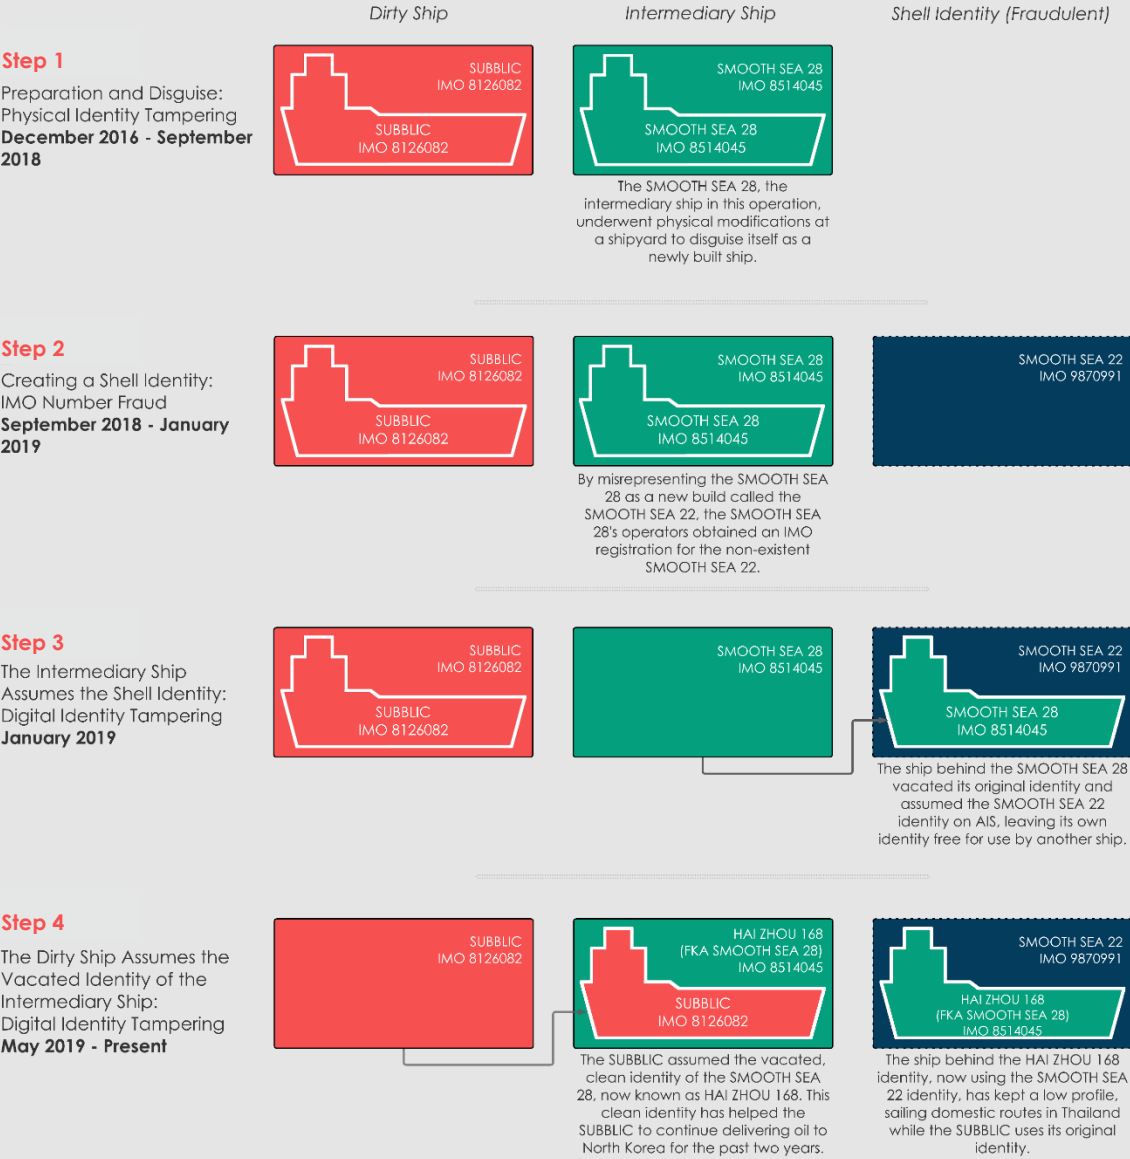 Dirty Ship
Intermediary Ship
Shell Identity (Fraudulent)
Step 1
Preparation and Disguise:
Physical Identity Tampering
December 2016 - September
2018
SUBBLIC
IMO 8126082
SUBBLIC
IMO 8126082
SMOOTH SEA 28
IMO 8514045
SMOOTH SEA 28
IMO 8514045
The SMOOTH SEA 28, the
intermediary ship in this operation,
underwent physical modifications at
a shipyard to disguise itself as a
newly built ship.
Step 2
Creating a Shell Identity:
IMO Number Fraud
September 2018 - January
2019
SUBBLIC
IMO 8126082
SUBBLIC
IMO 8126082
SMOOTH SEA 28
IMO 8514045
SMOOTH SEA 28
IMO 8514045
By misrepresenting the SMOOTH SEA
28 as a new build called the
SMOOTH SEA 22, the SMOOTH SEA
28's operators obtained an IMO
registration for the non-existent
SMOOTH SEA 22.
SMOOTH SEA 22
IMO 9870991
Step 3
The Intermediary Ship
Assumes the Shell Identity:
Digital Identity Tampering
January 2019
SUBBLIC
IMO 8126082
SUBBLIC
IMO 8126082
SMOOTH SEA 28
IMO 8514045
SMOOTH SEA 22
IMO 9870991
SMOOTH SEA 28
IMO 8514045
The ship behind the SMOOTH SEA 28
vacated its original identity and
assumed the SMOOTH SEA 22
identity on AIS, leaving its own
identity free for use by another ship.
Step 4
The Dirty Ship Assumes the
Vacated Identity of the
Intermediary Ship:
Digital Identity Tampering
May 2019 - Present
SUBBLIC
IMO 8126082
HAI ZHOU 168
(FKA SMOOTH SEA 28)
IMO 8514045
SUBBLIC
IMO 8126082
The SUBBLIC assumed the vacated,
clean identity of the SMOOTH SEA
28, now known as HAI ZHOU 168. This
clean identity has helped the
SUBBLIC to continue delivering oil to
North Korea for the past two years.
SMOOTH SEA 22
IMO 9870991
HAI ZHOU 168
(FKA SMOOTH SEA 28)
IMO 8514045
The ship behind the HAI ZHOU 168
identity, now using the SMOOTH SEA
22 identity, has kept a low profile,
sailing domestic routes in Thailand
while the SUBBLIC uses its original
identity.